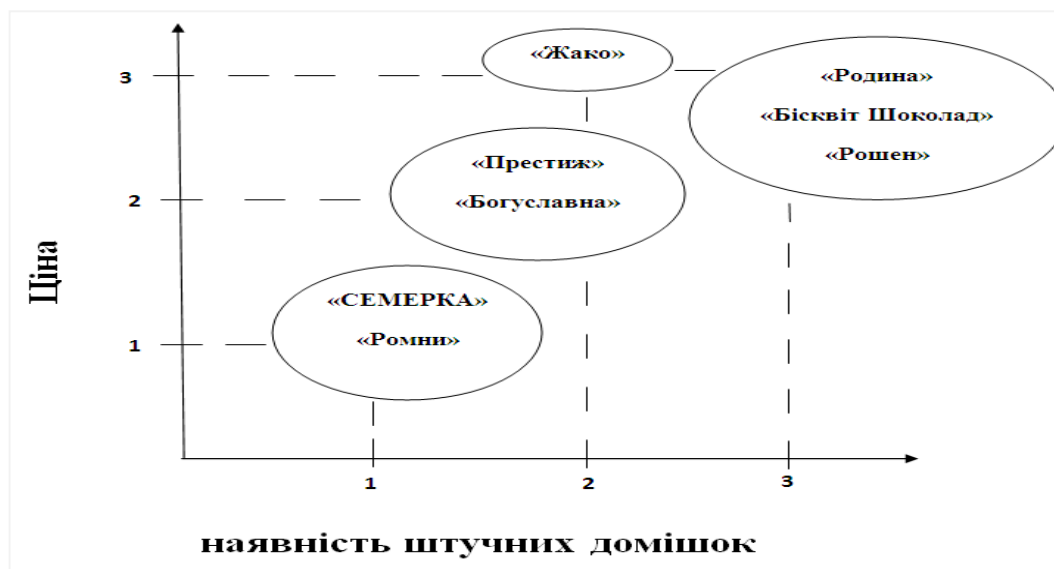 «Жако»
3
«Родина»
«Бісквіт Шоколад»
«Рошен»
«Престиж»
2
«Богуславна»
Ціна
«СЕМЕРКА»
«Ромни»
1
1
2
3
наявність штучних домішок